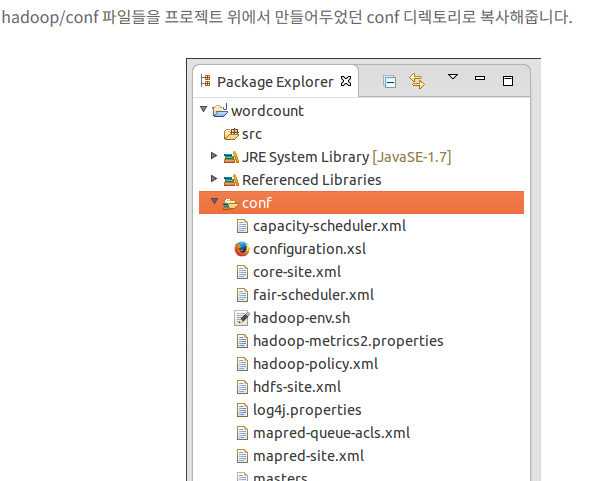 hadoop/conf 파일들을 프로젝트 위에서 만들어두었던 conf 디렉토리로 복사해줍니다.
Package Explorer
wordcount
src
JRE System Library [JavaSE-1.7]
Referenced Libraries
conf
capacity-scheduler.xml
configuration.xsl
core-site.xml
fair-scheduler.xml
hadoop-env.sh
hadoop-metrics2.properties
hadoop-policy.xml
hdfs-site.xml
log4j.properties
mapred-queue-acls.xml
mapred-site.xml
masters